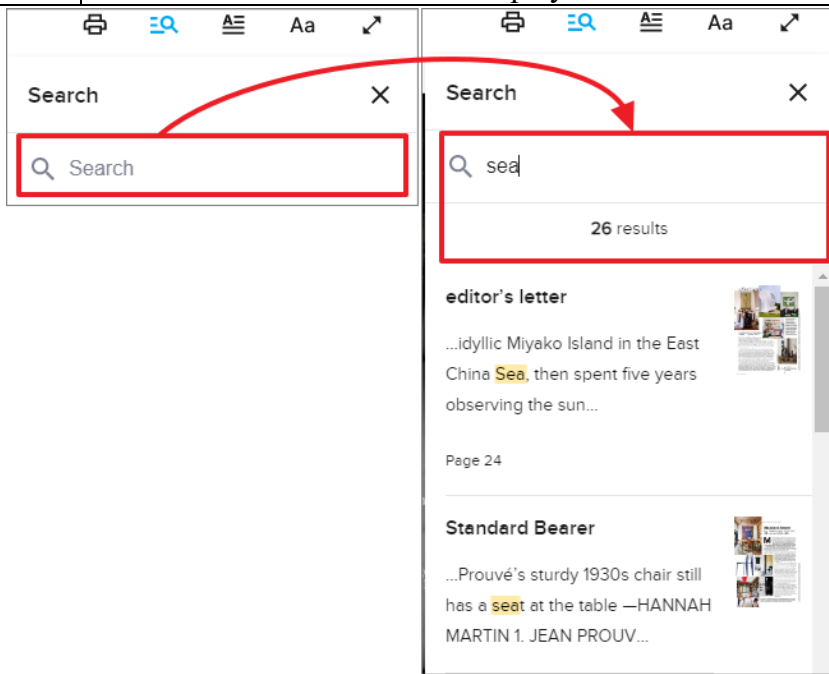 Aa
Search
Search
Aa
Search
sea
26 results
editor's letter
...idyllic Miyako Island in the East
China Sea, then spent five years
observing the sun...
Page 24
Standard Bearer
...Prouvé's sturdy 1930s chair still
has a seat at the table —HANNAH
MARTIN 1. JEAN PROUV...